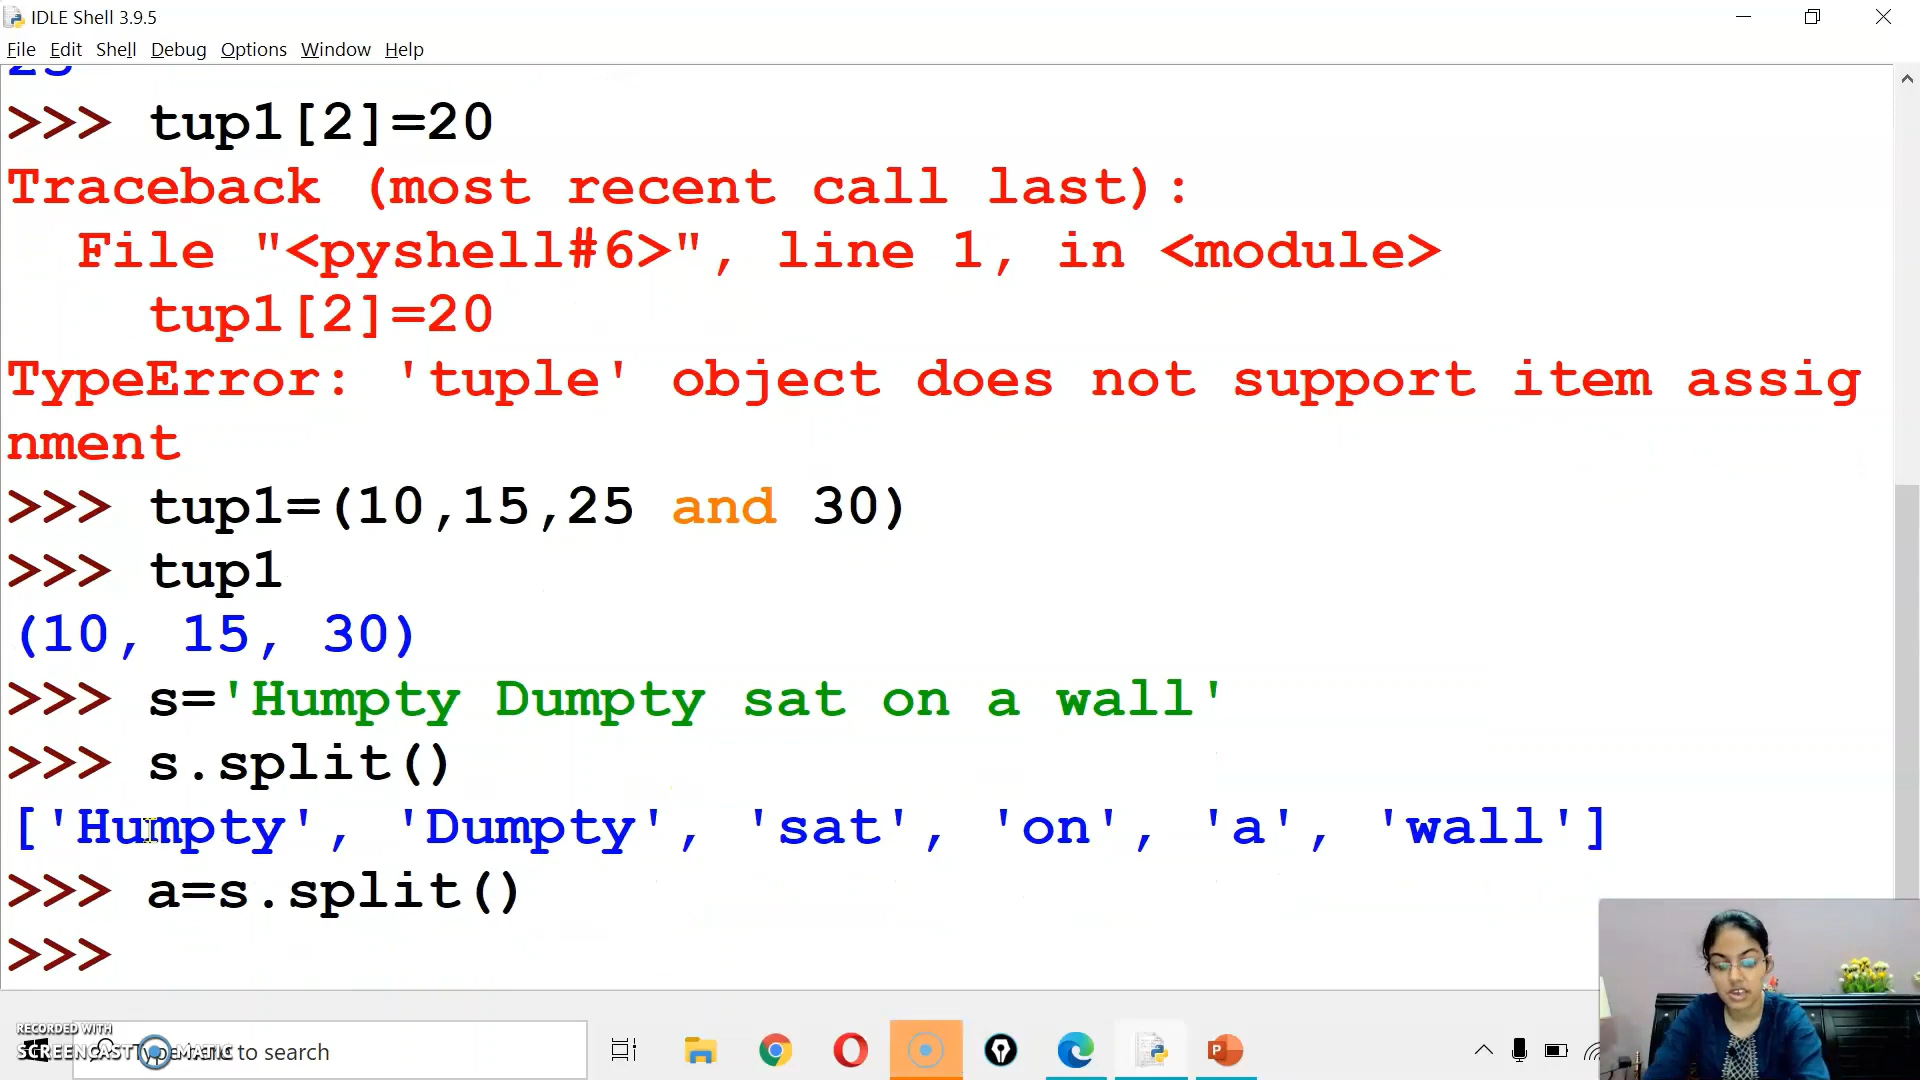 IDLE Shell 3.9.5
File Edit Shell Debug Options Window Help
>>> tup1[2]=20
Traceback (most recent call last):
  File "<pyshell#6>", line 1, in <module>
    tup1[2]=20
TypeError: 'tuple' object does not support item assig
nment
>>> tup1=(10,15,25 and 30)
>>> tup1
(10, 15, 30)
>>> s='Humpty Dumpty sat on a wall'
>>> s.split()
['Humpty', 'Dumpty', 'sat', 'on', 'a', 'wall']
>>> a=s.split()
>>>
RECORDED WITH
SCREENCAST MATIC
to search